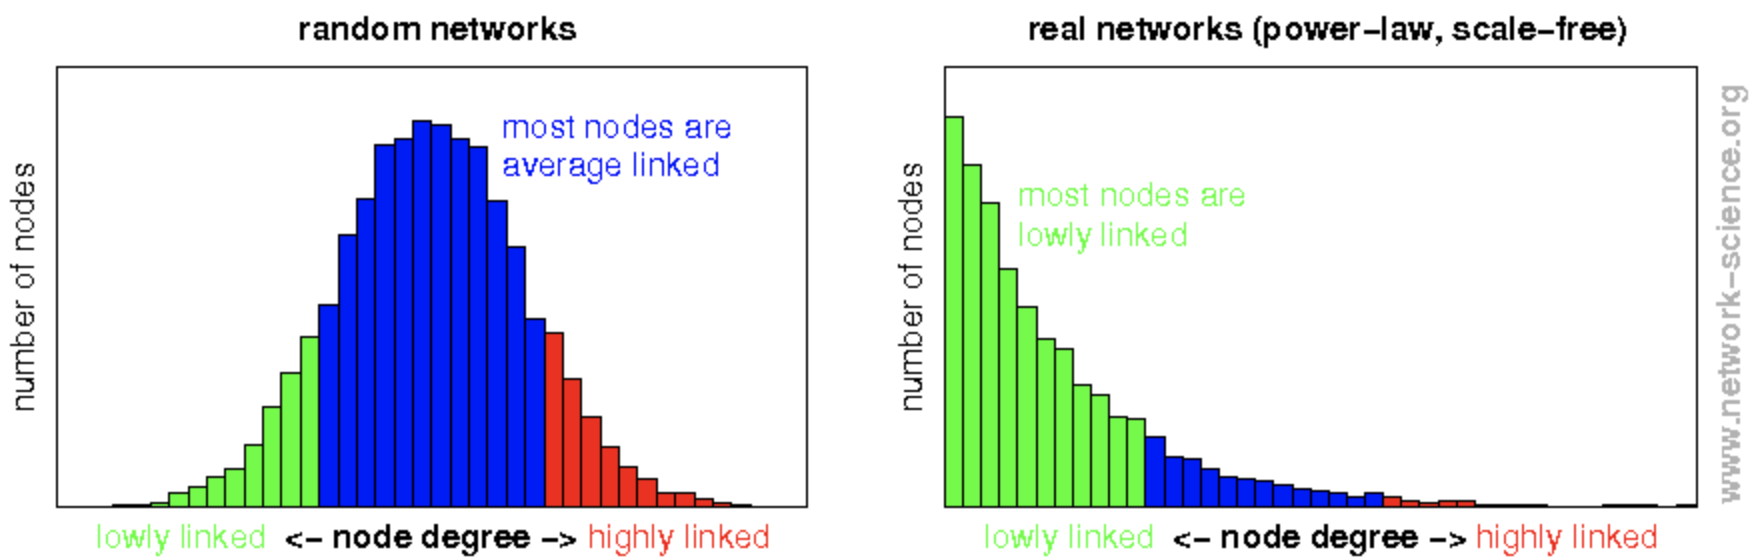 random networks
number of nodes
most nodes are
average linked
lowly linked <– node degree –> highly linked
real networks (power–law, scale–free)
number of nodes
most nodes are
lowly linked
lowly linked <– node degree –> highly linked
www.network–science.org